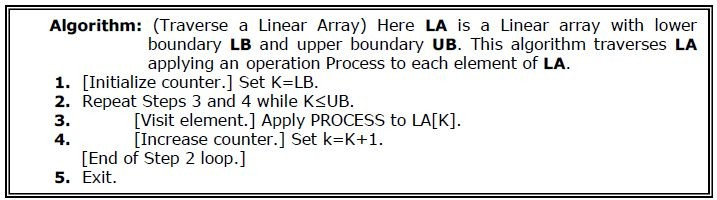 Algorithm: (Traverse a Linear Array) Here LA is a Linear array with lower
boundary LB and upper boundary UB. This algorithm traverses LA
applying an operation Process to each element of LA.
1. [Initialize counter.] Set K=LB.
2. Repeat Steps 3 and 4 while K≤UB.
3. [Visit element.] Apply PROCESS to LA[K].
4. [Increase counter.] Set k=K+1.
[End of Step 2 loop.]
5. Exit.